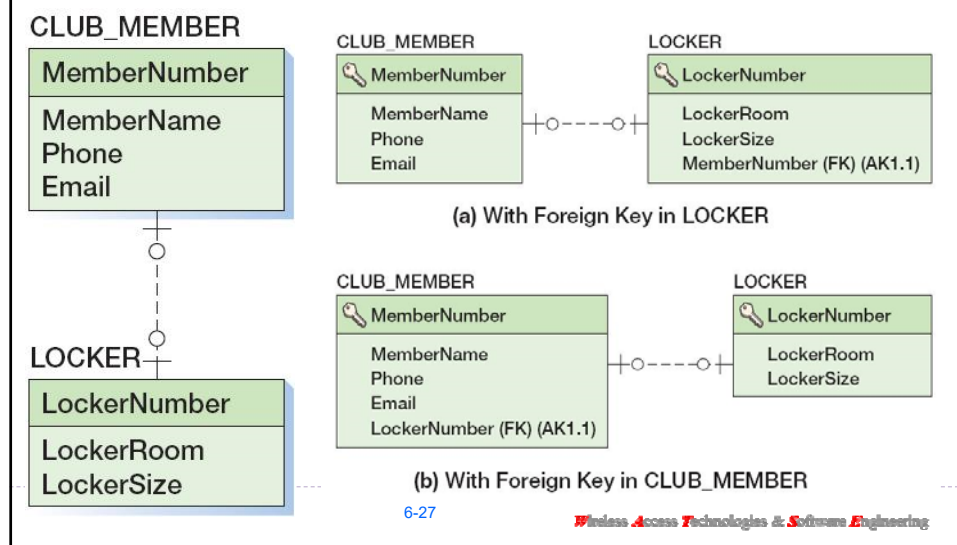 CLUB_MEMBER
MemberNumber
MemberName
Phone
Email
LOCKER
LockerNumber
LockerRoom
LockerSize
CLUB_MEMBER
MemberNumber
MemberName
Phone
Email
LOCKER
LockerNumber
LockerRoom
LockerSize
MemberNumber (FK) (AK1.1)
(a) With Foreign Key in LOCKER
CLUB_MEMBER
MemberNumber
MemberName
Phone
Email
LockerNumber (FK) (AK1.1)
LOCKER
LockerNumber
LockerRoom
LockerSize
(b) With Foreign Key in CLUB_MEMBER
6-27
Wireless Access Technologies & Software Engineering